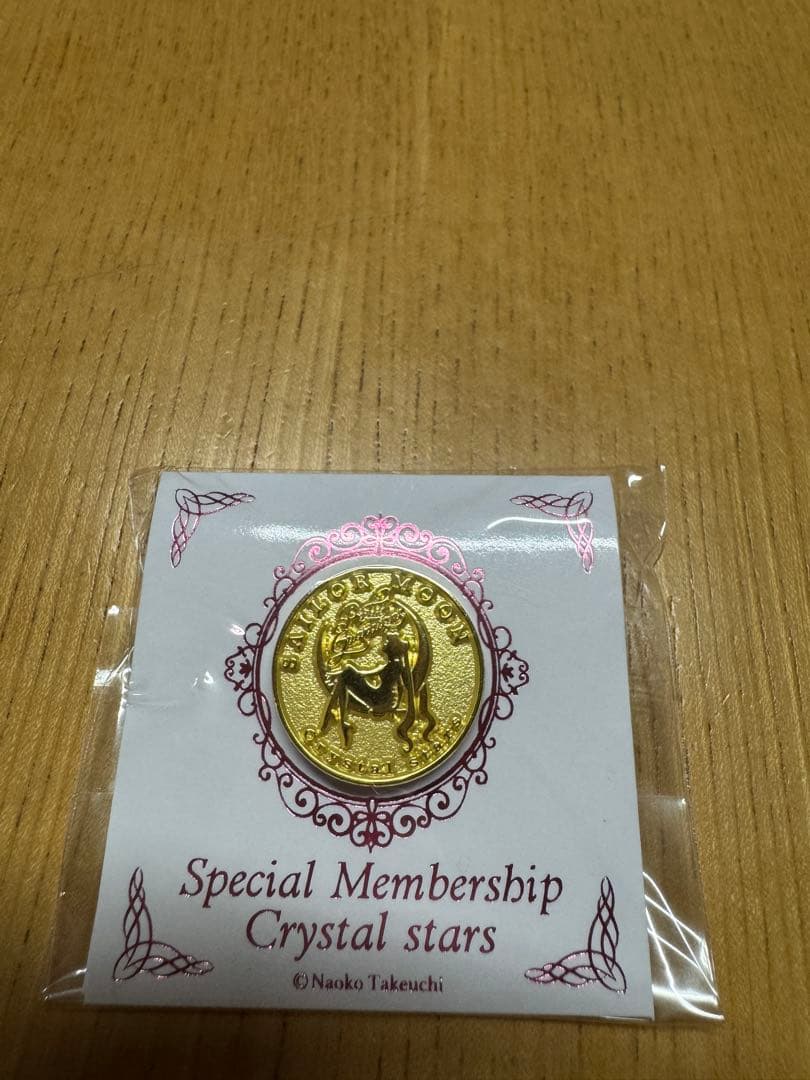 SAILOR MOON
Crystal stars
Special Membership
Crystal stars
© Naoko Takeuchi